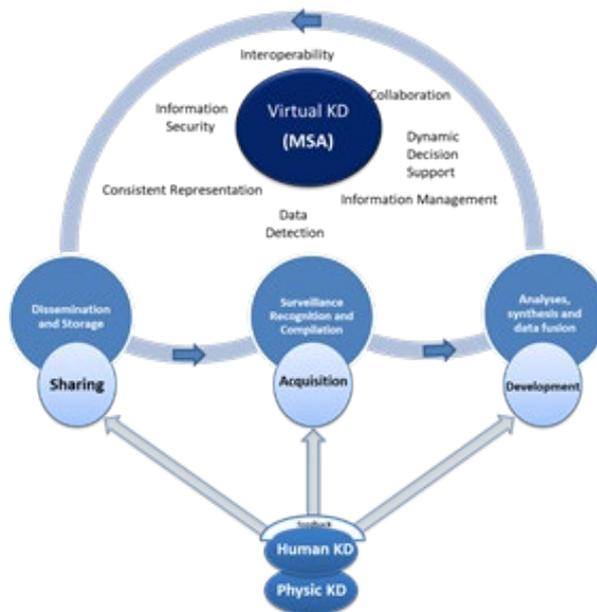 Interoperability
Virtual KD
(MSA)
Collaboration
Information
Security
Dynamic
Decision
Support
Consistent Representation
Information Management
Data
Detection
Dissemination
and Storage
Surveillance
Recognition and
Compilation
Analyses,
synthesis and
data fusion
Sharing
Acquisition
Development
feedback
Human KD
Physic KD